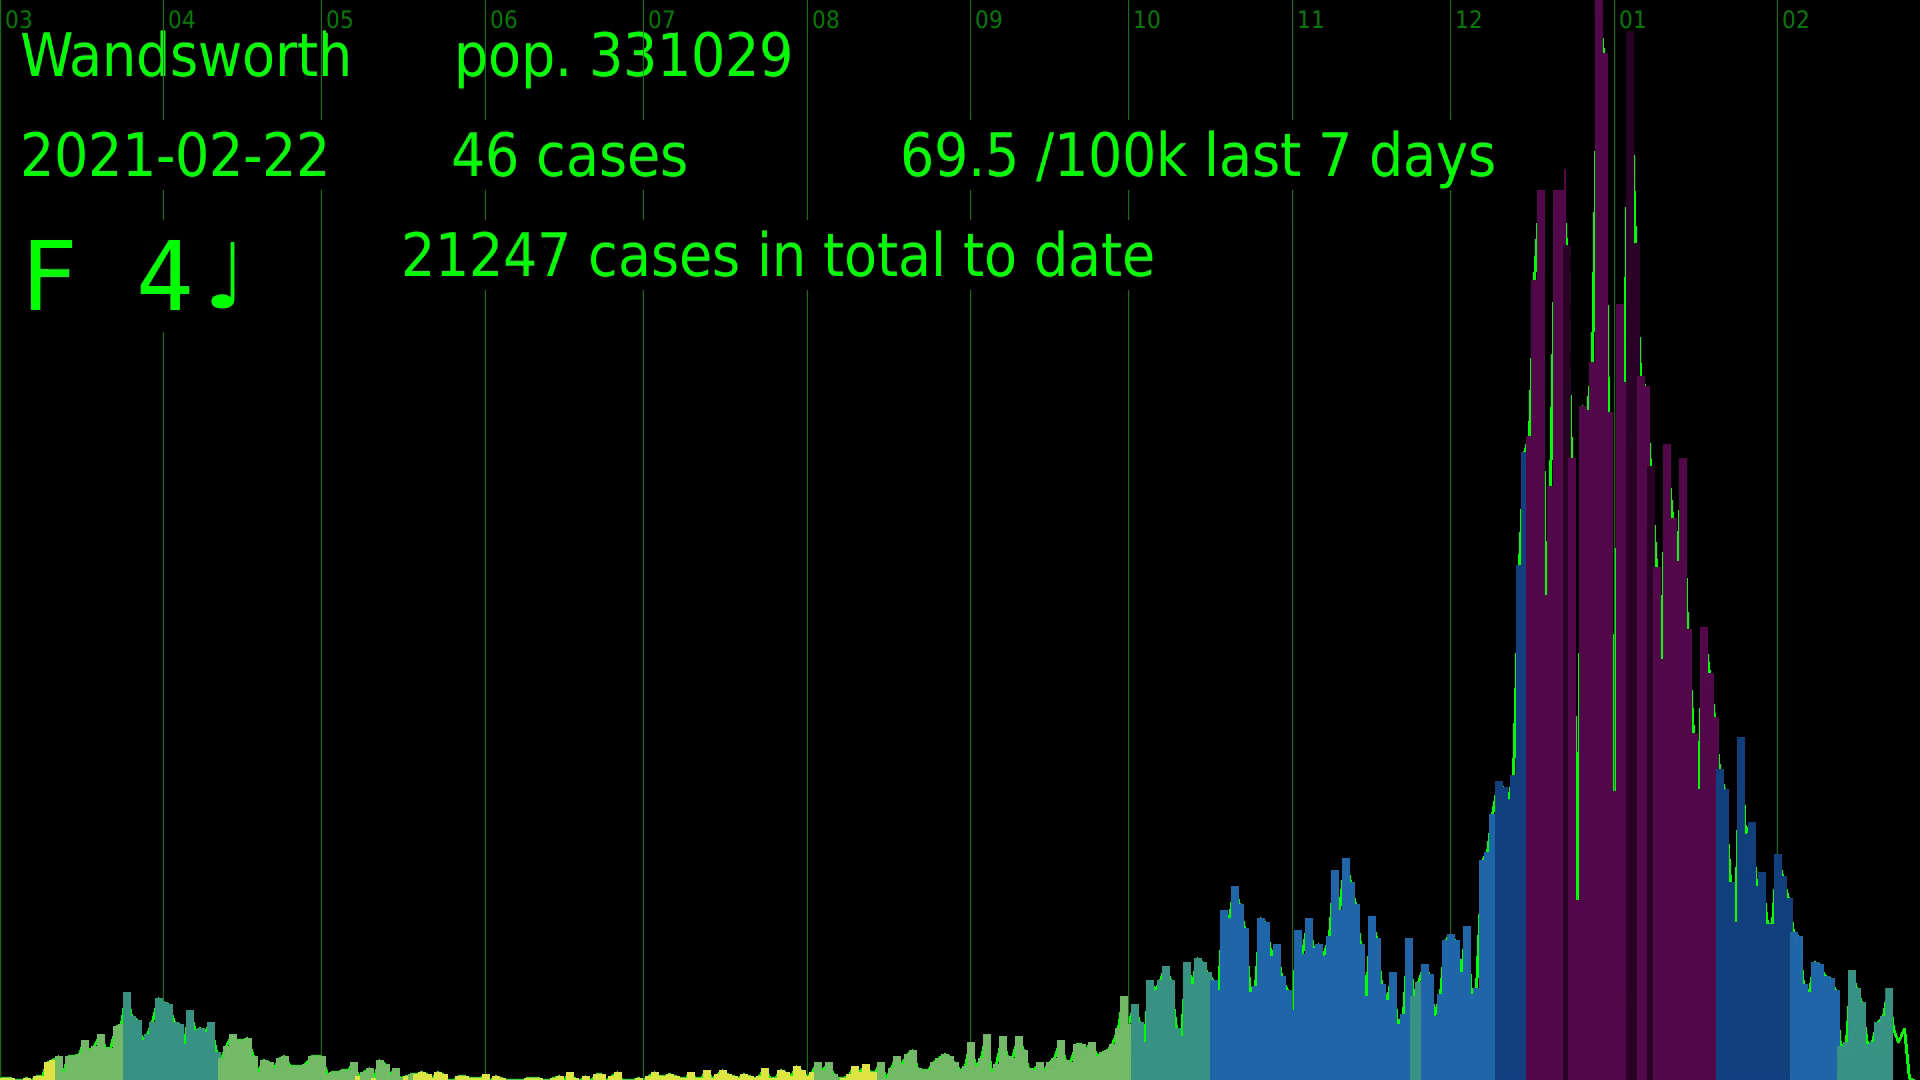 03 04 05 06 07 08 09 10 11 12 01 02
Wandsworth pop. 331029
2021-02-22 46 cases 69.5 /100k last 7 days
F 4♩ 21247 cases in total to date